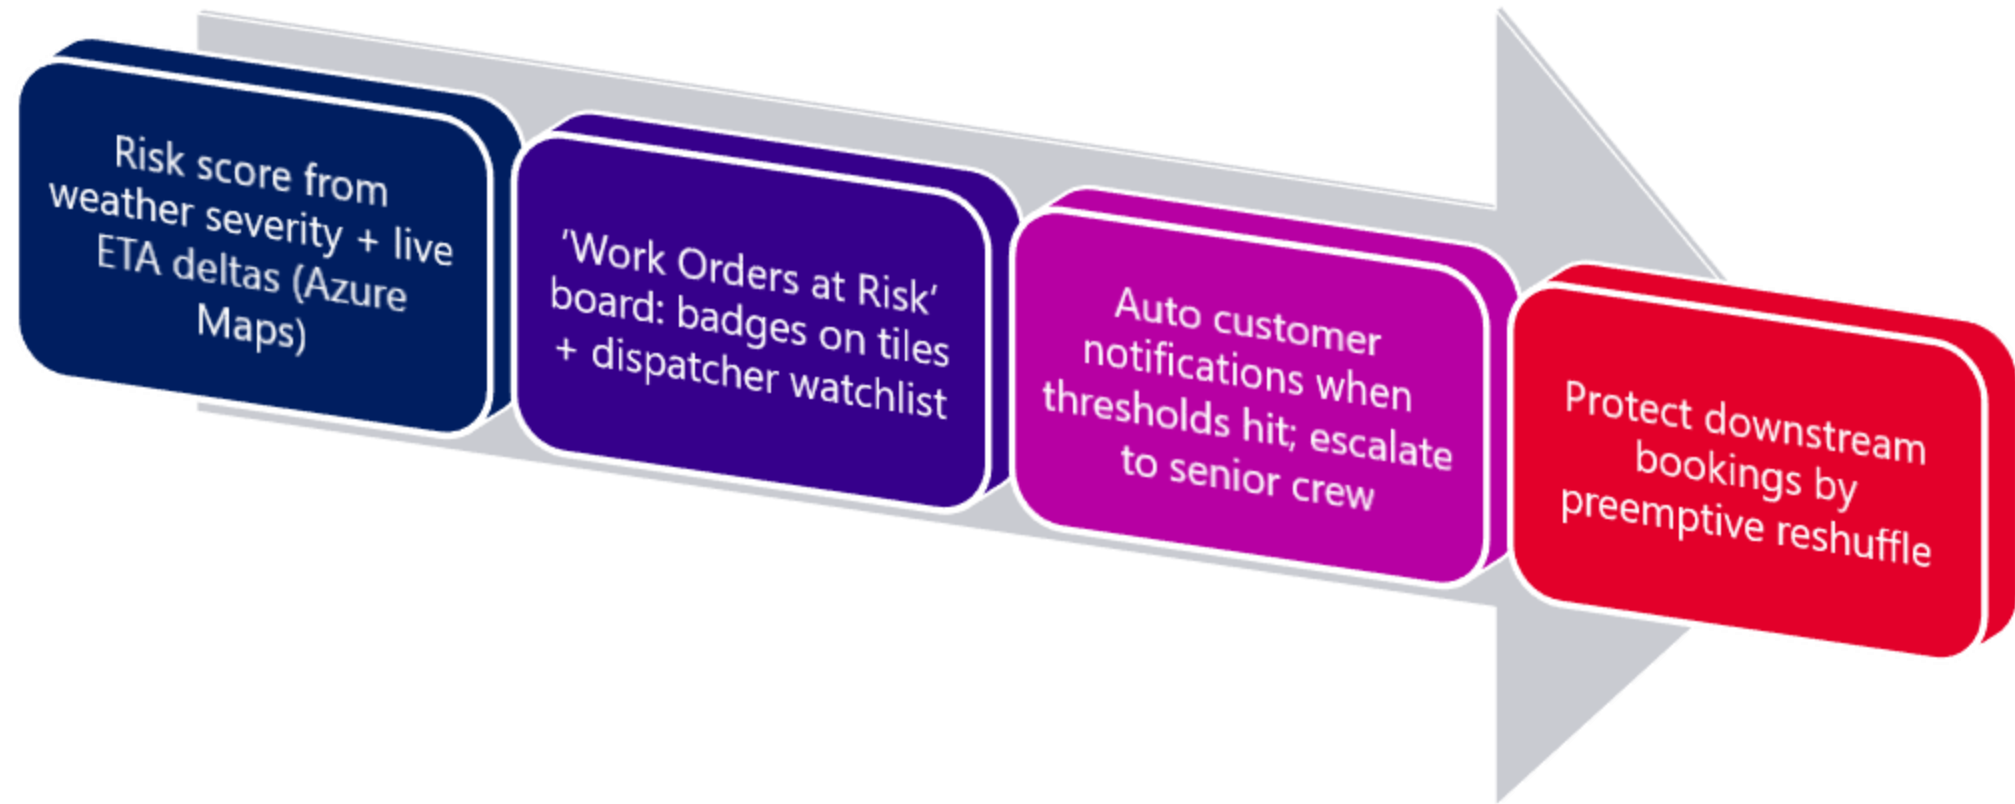 Risk score from
weather severity + live
ETA deltas (Azure
Maps)
‘Work Orders at Risk’
board: badges on tiles
+ dispatcher watchlist
Auto customer
notifications when
thresholds hit; escalate
to senior crew
Protect downstream
bookings by
preemptive reshuffle